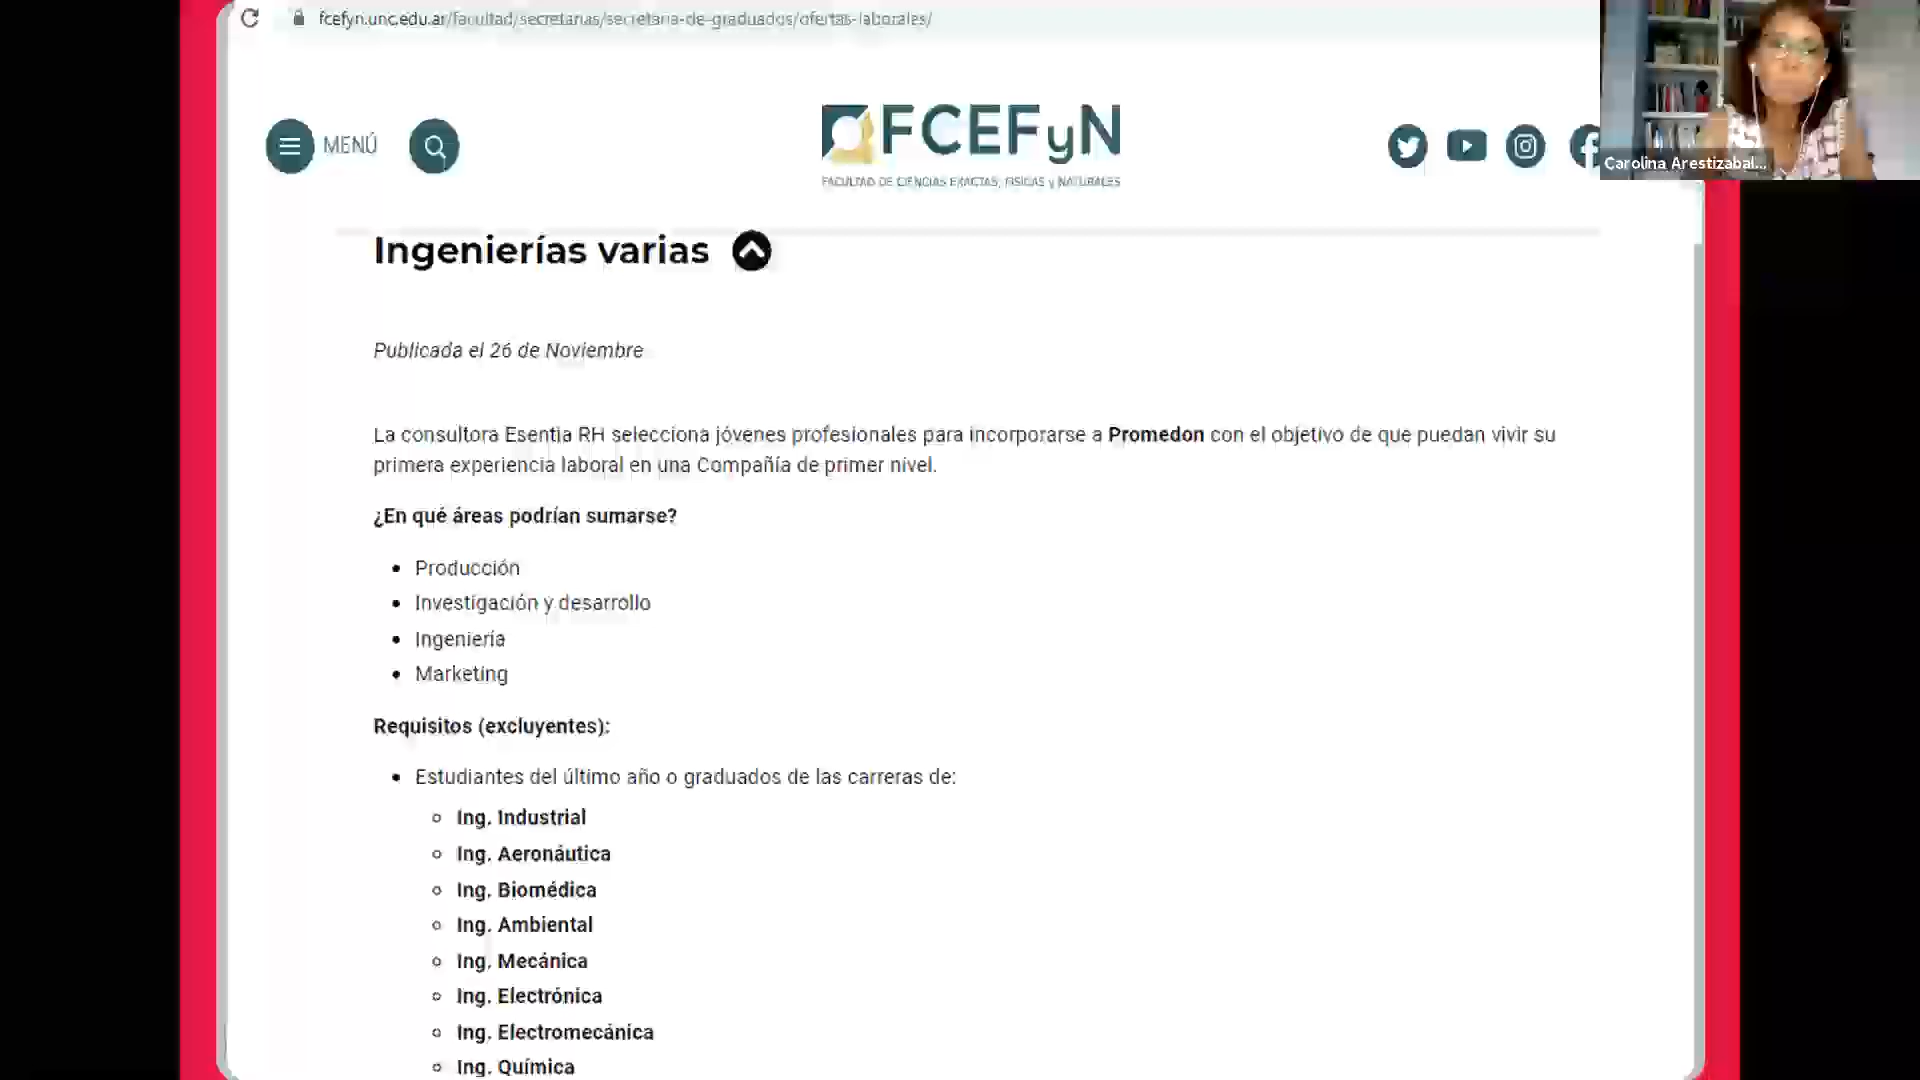 fcefyn.unc.edu.ar/facultad/secretarias/secretaria-de-graduados/ofertas-laborales/
MENÚ
FCEFyN
FACULTAD DE CIENCIAS EXACTAS, FÍSICAS y NATURALES
Carolina Arestizabal...
Ingenierías varias
Publicada el 26 de Noviembre
La consultora Esentia RH selecciona jóvenes profesionales para incorporarse a Promedon con el objetivo de que puedan vivir su
primera experiencia laboral en una Compañía de primer nivel.
¿En qué áreas podrían sumarse?
Producción
Investigación y desarrollo
Ingeniería
Marketing
Requisitos (excluyentes):
Estudiantes del último año o graduados de las carreras de:
Ing. Industrial
Ing. Aeronáutica
Ing. Biomédica
Ing. Ambiental
Ing. Mecánica
Ing. Electrónica
Ing. Electromecánica
Ing. Química